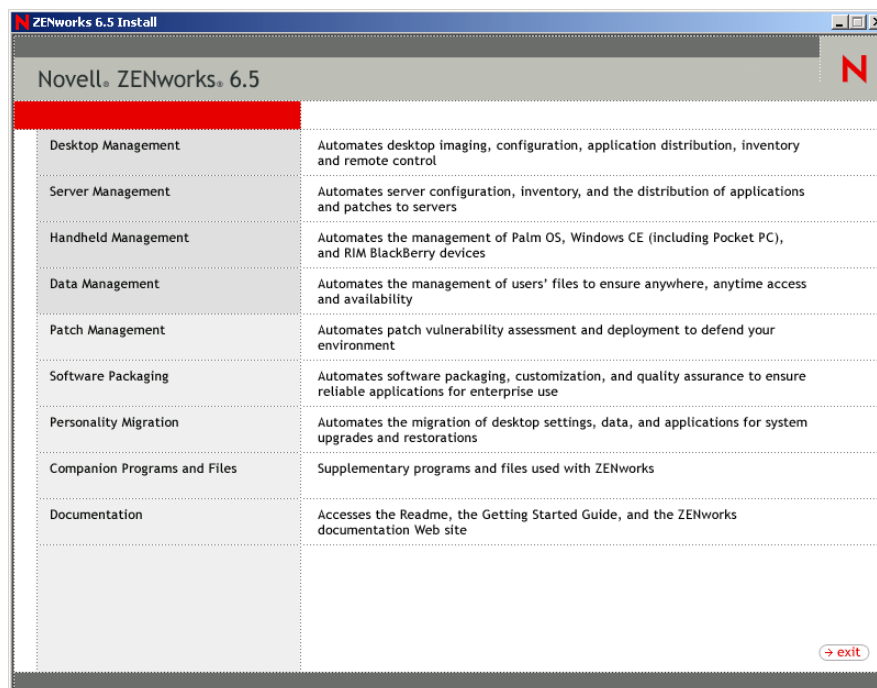 ZENworks 6.5 Install
Novell® ZENworks® 6.5
N
Desktop Management
Automates desktop imaging, configuration, application distribution, inventory
and remote control
Server Management
Automates server configuration, inventory, and the distribution of applications
and patches to servers
Handheld Management
Automates the management of Palm OS, Windows CE (including Pocket PC),
and RIM BlackBerry devices
Data Management
Automates the management of users’ files to ensure anywhere, anytime access
and availability
Patch Management
Automates patch vulnerability assessment and deployment to defend your
environment
Software Packaging
Automates software packaging, customization, and quality assurance to ensure
reliable applications for enterprise use
Personality Migration
Automates the migration of desktop settings, data, and applications for system
upgrades and restorations
Companion Programs and Files
Supplementary programs and files used with ZENworks
Documentation
Accesses the Readme, the Getting Started Guide, and the ZENworks
documentation Web site
exit